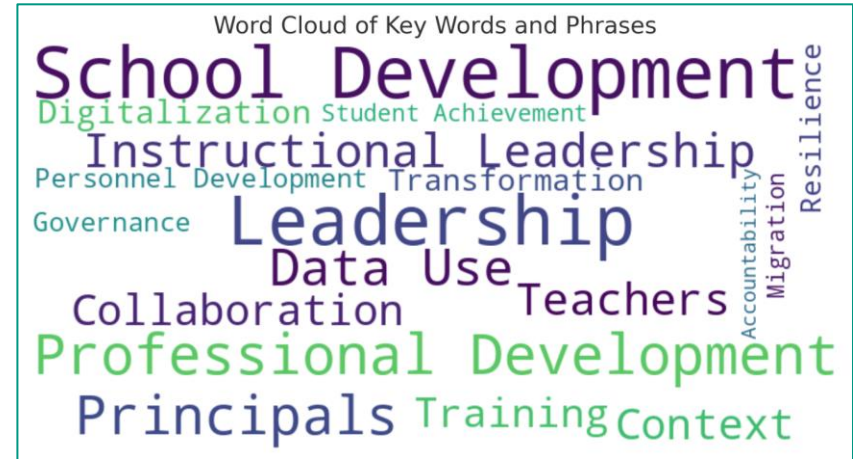 Word Cloud of Key Words and Phrases
School Development
Digitalization
Student Achievement
Resilience
Instructional Leadership
Personnel Development
Transformation
Accountability
Migration
Governance
Leadership
Data Use
Teachers
Collaboration
Professional Development
Principals
Training
Context